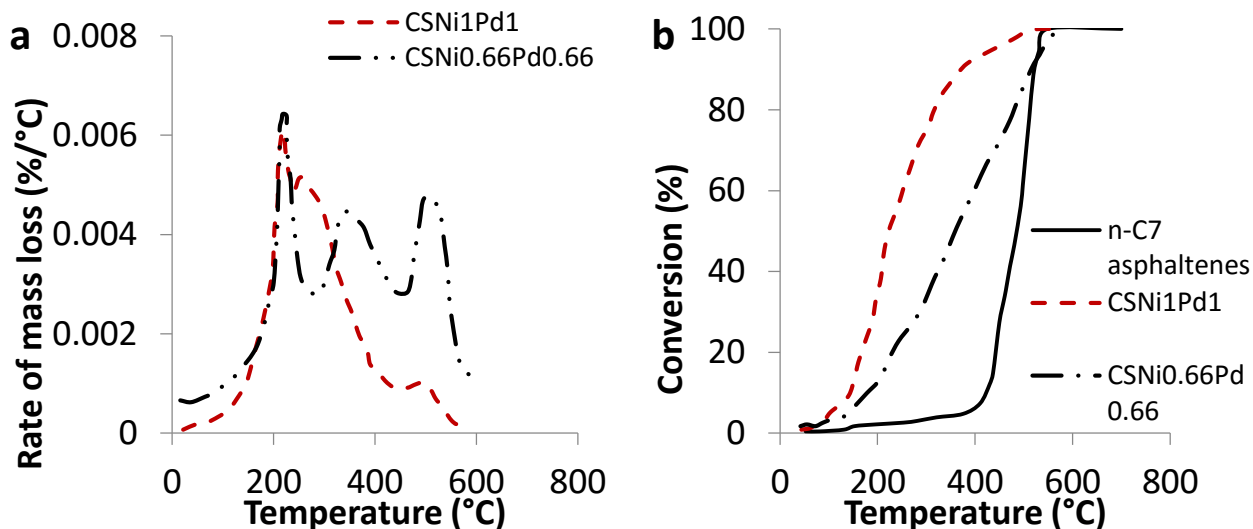 a
Rate of mass loss (%/°C)
0.008
0.006
0.004
0.002
0
0 200 400 600 800
Temperature (°C)
CSNi1Pd1
CSNi0.66Pd0.66
b
Conversion (%)
100
80
60
40
20
0
0 200 400 600 800
Temperature (°C)
n-C7
asphaltenes
CSNi1Pd1
CSNi0.66Pd
0.66